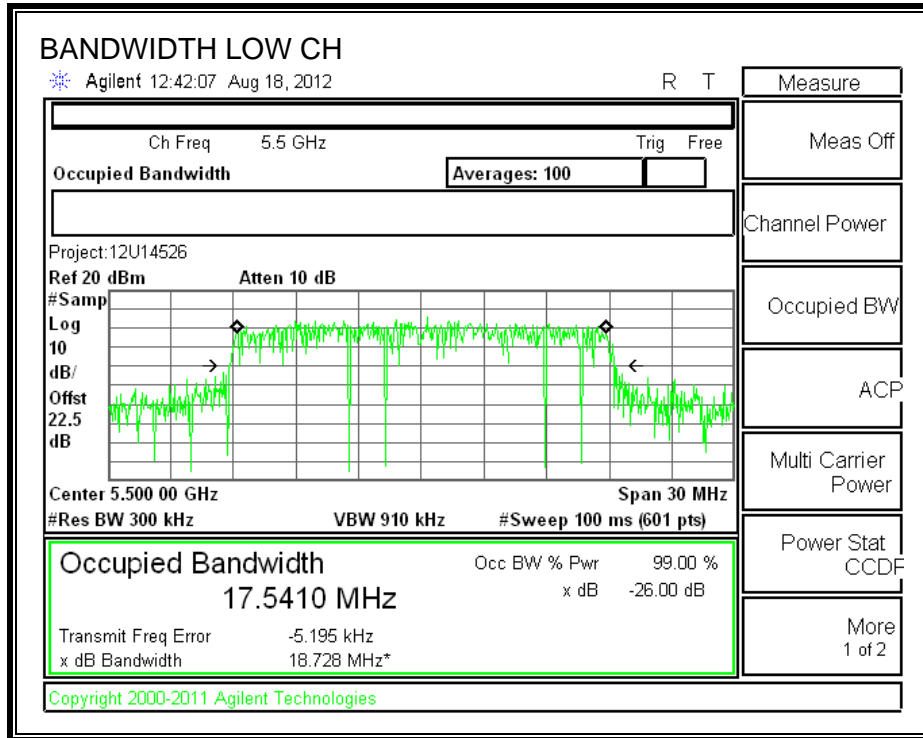 BANDWIDTH LOW CH
Agilent 12:42:07 Aug 18, 2012 R T
Measure
Ch Freq 5.5 GHz Trig Free
Meas Off
Occupied Bandwidth Averages: 100
Channel Power
Project:12U14526
Ref 20 dBm Atten 10 dB
#Samp
Log
10
dB/
Offst
22.5
dB
Occupied BW
ACP
Center 5.500 00 GHz Span 30 MHz
#Res BW 300 kHz VBW 910 kHz #Sweep 100 ms (601 pts)
Multi Carrier
Power
Occupied Bandwidth Occ BW % Pwr 99.00 %
17.5410 MHz x dB -26.00 dB
Power Stat
CCDF
Transmit Freq Error -5.195 kHz
x dB Bandwidth 18.728 MHz*
More
1 of 2
Copyright 2000-2011 Agilent Technologies